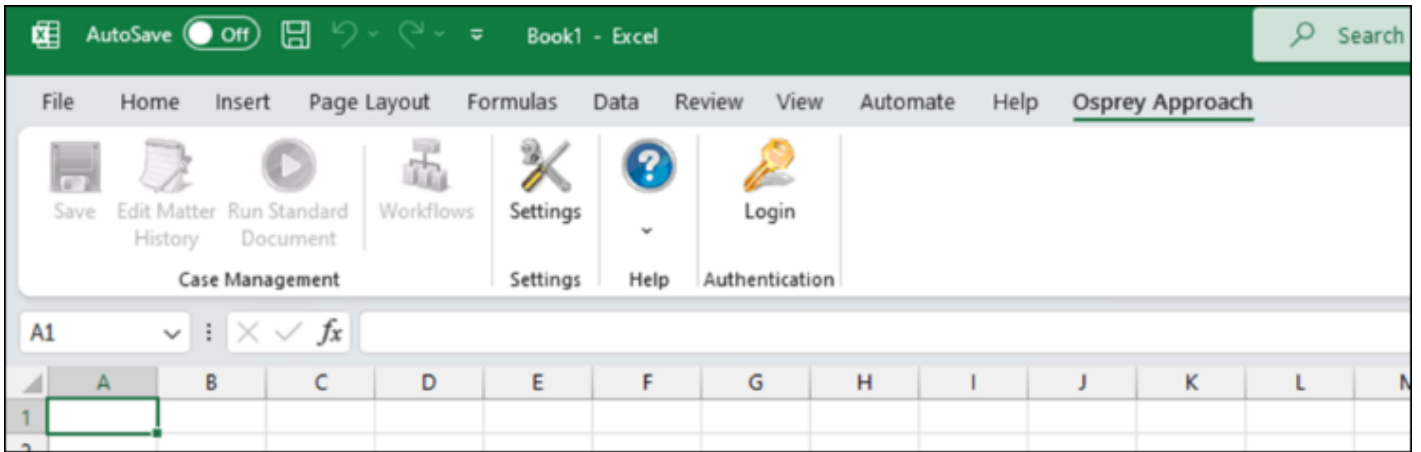 AutoSave Off Book1 - Excel Search
File Home Insert Page Layout Formulas Data Review View Automate Help Osprey Approach
Save Edit Matter Run Standard Workflows Settings Login
History Document
Case Management Settings Help Authentication
A1 fx
A B C D E F G H I J K L
1